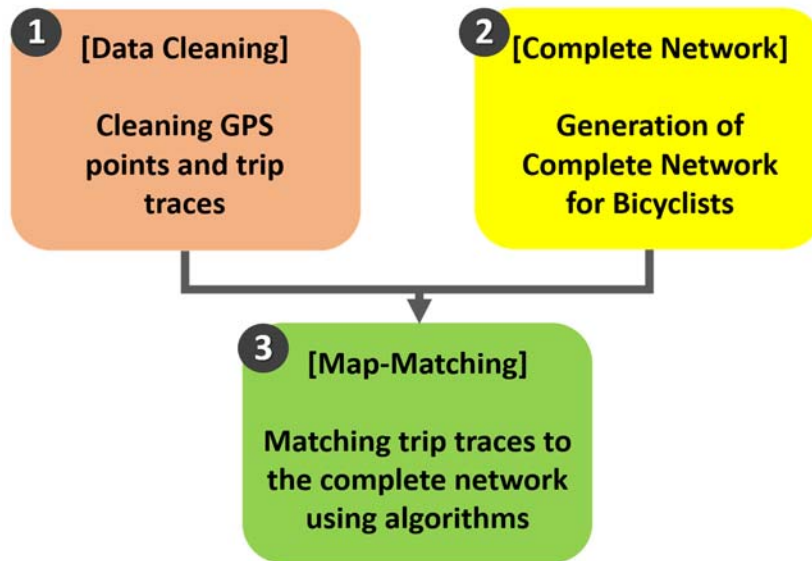 1
[Data Cleaning]
Cleaning GPS
points and trip
traces
2
[Complete Network]
Generation of
Complete Network
for Bicyclists
3
[Map-Matching]
Matching trip traces to
the complete network
using algorithms